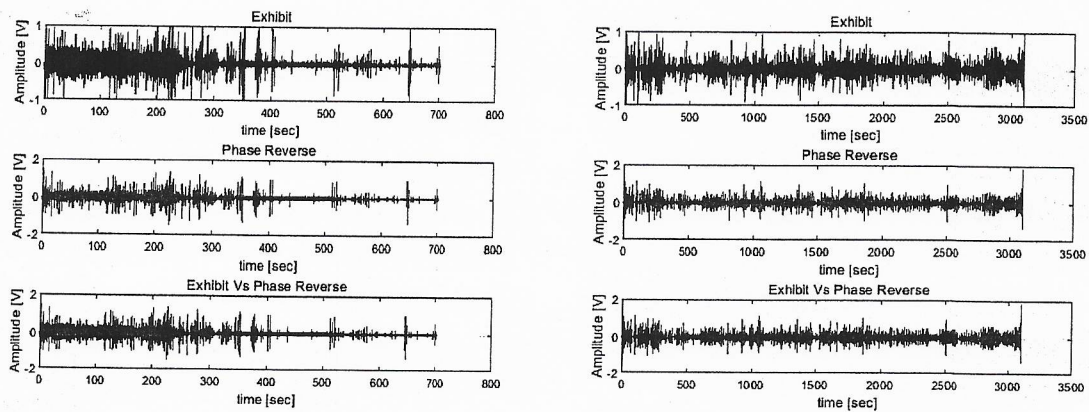 Exhibit
Amplitude [V]
1
0
-1
0 100 200 300 400 500 600 700 800
time [sec]
Phase Reverse
Amplitude [V]
2
0
-2
0 100 200 300 400 500 600 700 800
time [sec]
Exhibit Vs Phase Reverse
Amplitude [V]
2
0
-2
0 100 200 300 400 500 600 700 800
time [sec]
Exhibit
Amplitude [V]
1
0
-1
0 500 1000 1500 2000 2500 3000 3500
time [sec]
Phase Reverse
Amplitude [V]
2
0
-2
0 500 1000 1500 2000 2500 3000 3500
time [sec]
Exhibit Vs Phase Reverse
Amplitude [V]
2
0
-2
0 500 1000 1500 2000 2500 3000 3500
time [sec]